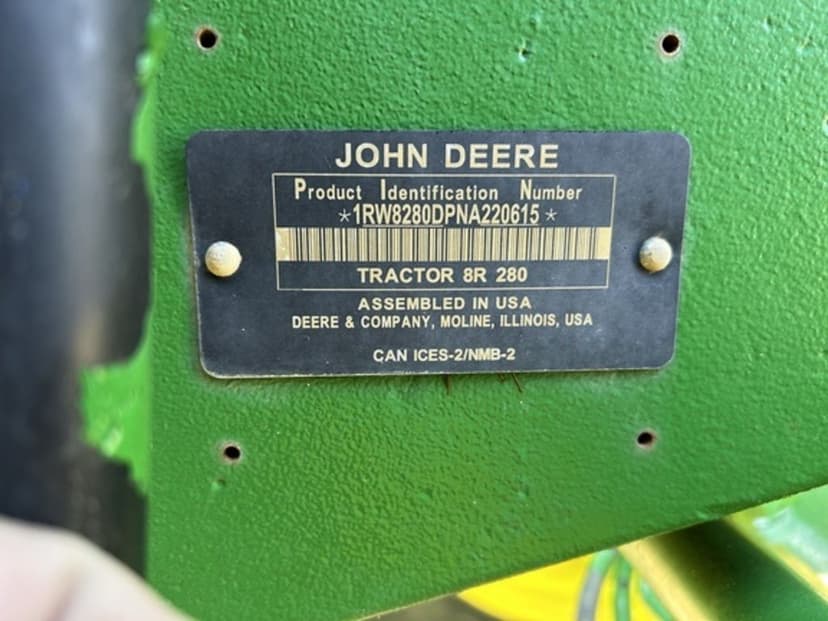 JOHN DEERE
Product Identification Number
*1RW8280DPNA220615*
TRACTOR 8R 280
ASSEMBLED IN USA
DEERE & COMPANY, MOLINE, ILLINOIS, USA
CAN ICES-2/NMB-2